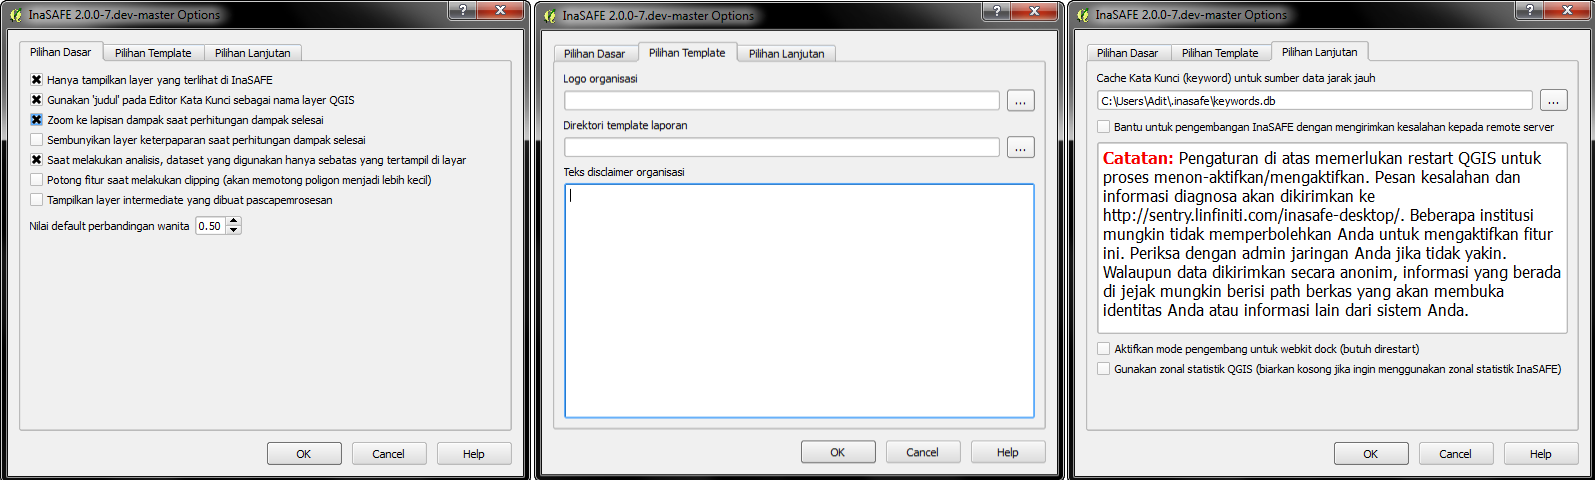 InaSAFE 2.0.0-7.dev-master Options
Pilihan Dasar
Pilihan Template
Pilihan Lanjutan
Hanya tampilkan layer yang terlihat di InaSAFE
Gunakan 'judul' pada Editor Kata Kunci sebagai nama layer QGIS
Zoom ke lapisan dampak saat perhitungan dampak selesai
Sembunyikan layer keterpaparan saat perhitungan dampak selesai
Saat melakukan analisis, dataset yang digunakan hanya sebatas yang tertampil di layar
Potong fitur saat melakukan clipping (akan memotong poligon menjadi lebih kecil)
Tampilkan layer intermediate yang dibuat pascapemrosesan
Nilai default perbandingan wanita 0.50
OK
Cancel
Help
InaSAFE 2.0.0-7.dev-master Options
Pilihan Dasar
Pilihan Template
Pilihan Lanjutan
Logo organisasi
...
Direktori template laporan
...
Teks disclaimer organisasi
OK
Cancel
Help
InaSAFE 2.0.0-7.dev-master Options
Pilihan Dasar
Pilihan Template
Pilihan Lanjutan
Cache Kata Kunci (keyword) untuk sumber data jarak jauh
C:\Users\Adit\.inasafe\keywords.db
...
Bantu untuk pengembangan InaSAFE dengan mengirimkan kesalahan kepada remote server
Catatan: Pengaturan di atas memerlukan restart QGIS untuk
proses menon-aktifkan/mengaktifkan. Pesan kesalahan dan
informasi diagnosa akan dikirimkan ke
http://sentry.linfiniti.com/inasafe-desktop/. Beberapa institusi
mungkin tidak memperbolehkan Anda untuk mengaktifkan fitur
ini. Periksa dengan admin jaringan Anda jika tidak yakin.
Walaupun data dikirimkan secara anonim, informasi yang berada
di jejak mungkin berisi path berkas yang akan membuka
identitas Anda atau informasi lain dari sistem Anda.
Aktifkan mode pengembang untuk webkit dock (butuh direstart)
Gunakan zonal statistik QGIS (biarkan kosong jika ingin menggunakan zonal statistik InaSAFE)
OK
Cancel
Help